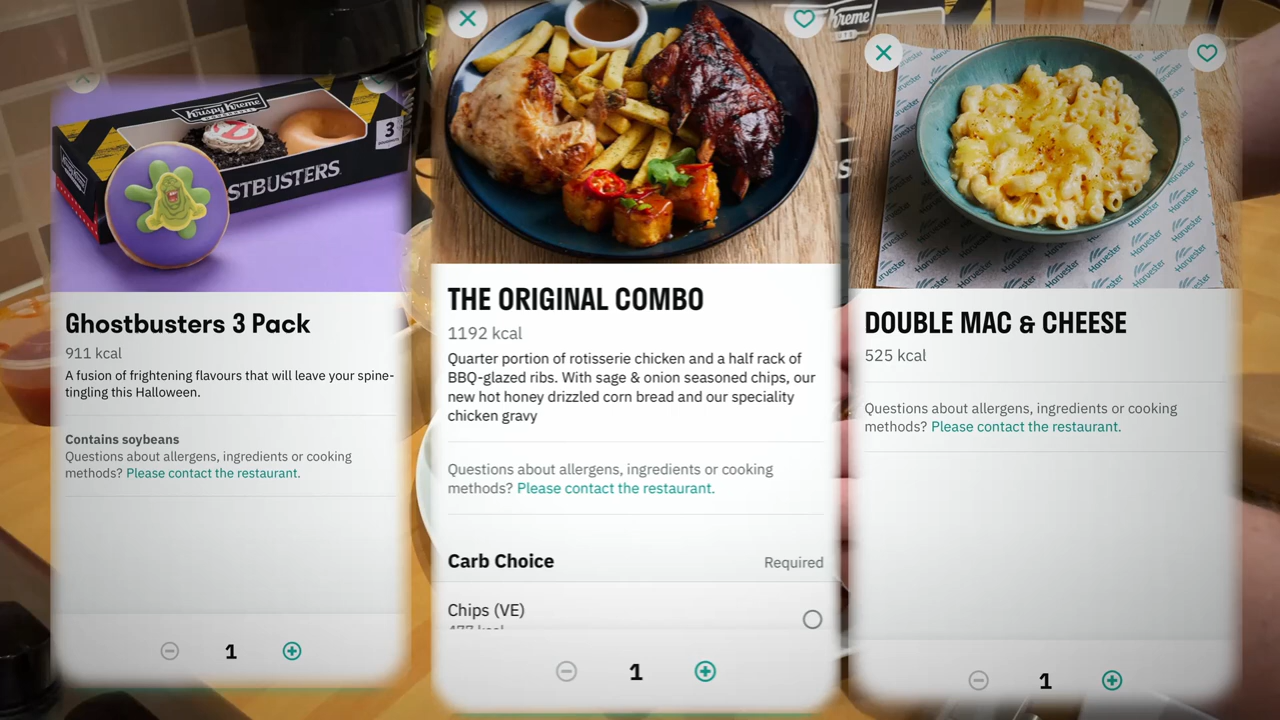 Krispy Kreme
3
STBUSTERS
Ghostbusters 3 Pack
911 kcal
A fusion of frightening flavours that will leave your spine-
tingling this Halloween.
Contains soybeans
Questions about allergens, ingredients or cooking
methods? Please contact the restaurant.
1
THE ORIGINAL COMBO
1192 kcal
Quarter portion of rotisserie chicken and a half rack of
BBQ-glazed ribs. With sage & onion seasoned chips, our
new hot honey drizzled corn bread and our speciality
chicken gravy
Questions about allergens, ingredients or cooking
methods? Please contact the restaurant.
Carb Choice
Required
Chips (VE)
1
Kreme
Harvester
DOUBLE MAC & CHEESE
525 kcal
Questions about allergens, ingredients or cooking
methods? Please contact the restaurant.
1